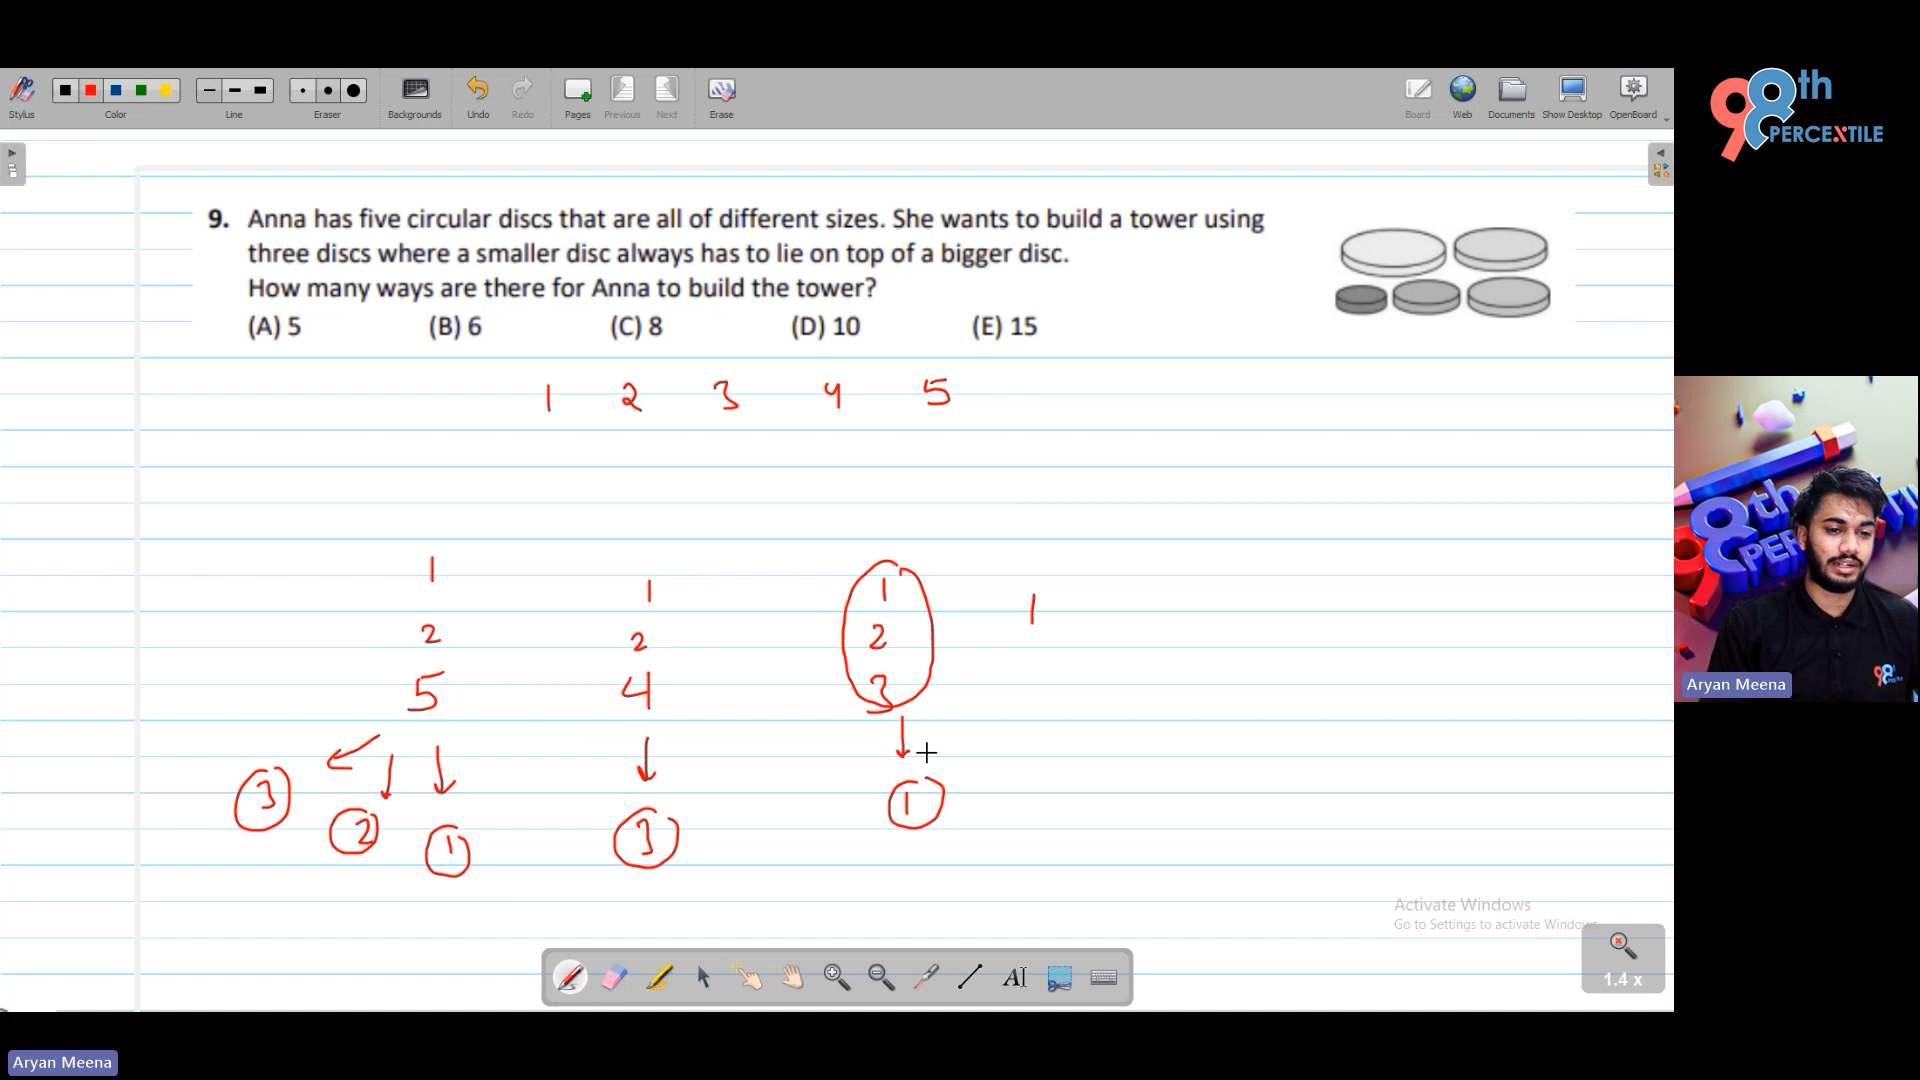 98th
PERCEXTILE
Stylus Color Line Eraser Backgrounds Undo Redo Pages Previous Next Erase Board Web Documents Show Desktop OpenBoard
9. Anna has five circular discs that are all of different sizes. She wants to build a tower using
three discs where a smaller disc always has to lie on top of a bigger disc.
How many ways are there for Anna to build the tower?
(A) 5 (B) 6 (C) 8 (D) 10 (E) 15
1 2 3 4 5
1 1 1 1
2 2 2
5 4 3
3 2 1 3 1
Aryan Meena
Activate Windows
Go to Settings to activate Windows.
1.4 x
AI
Aryan Meena